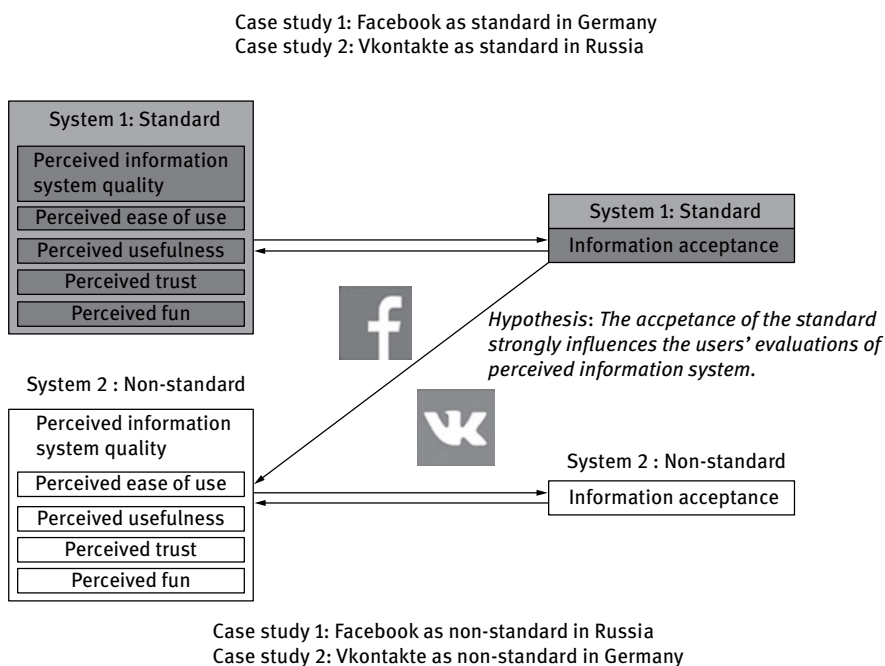 Case study 1: Facebook as standard in Germany
Case study 2: Vkontakte as standard in Russia
System 1: Standard
Perceived information
system quality
Perceived ease of use
Perceived usefulness
Perceived trust
Perceived fun
System 1: Standard
Information acceptance
f
Hypothesis: The accpetance of the standard
strongly influences the users' evaluations of
perceived information system.
System 2 : Non-standard
Perceived information
system quality
Perceived ease of use
Perceived usefulness
Perceived trust
Perceived fun
VK
System 2 : Non-standard
Information acceptance
Case study 1: Facebook as non-standard in Russia
Case study 2: Vkontakte as non-standard in Germany